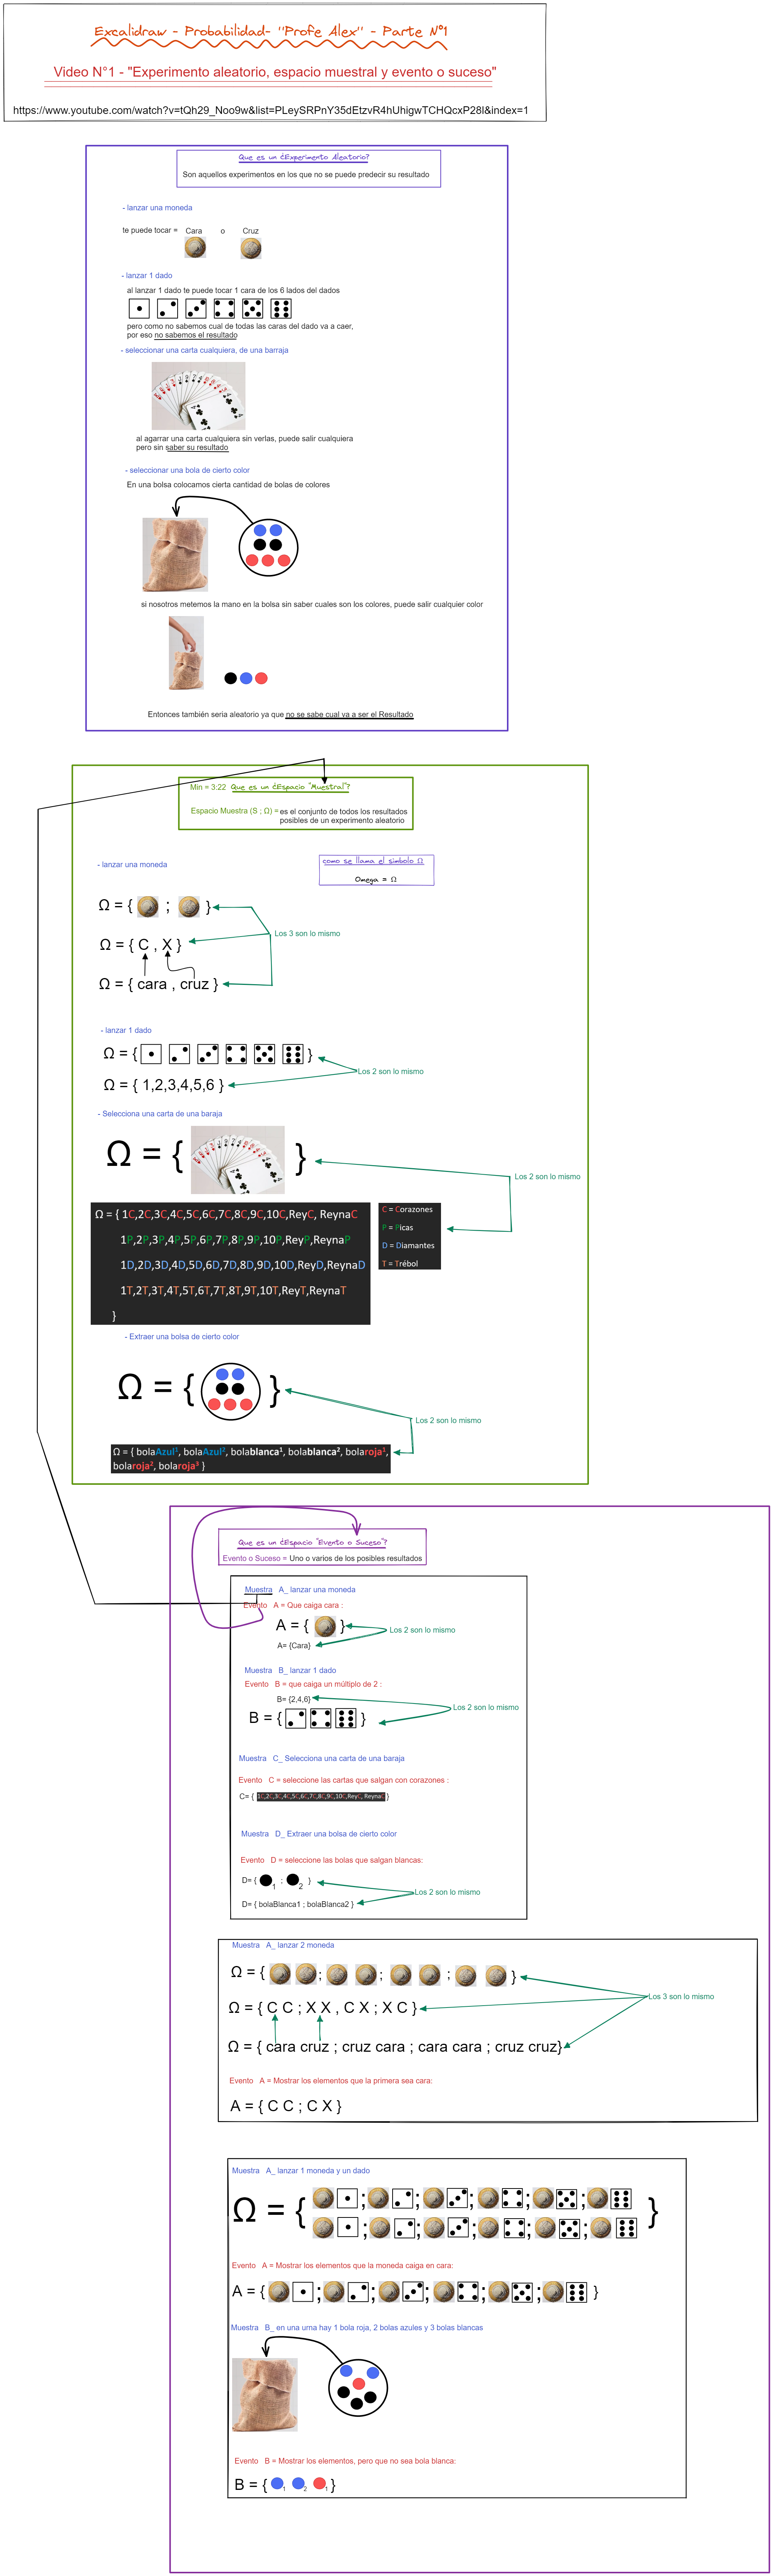 Excalidraw - Probabilidad- "Profe Alex" - Parte N°1
Video N°1 - "Experimento aleatorio, espacio muestral y evento o suceso"
https://www.youtube.com/watch?v=tQh29_Noo9w&list=PLeySRPnY35dEtzvR4hUhigwTCHQcxP28l&index=1
Que es un ¿Experimento Aleatorio?
Son aquellos experimentos en los que no se puede predecir su resultado
- lanzar una moneda
te puede tocar = Cara o Cruz
- lanzar 1 dado
al lanzar 1 dado te puede tocar 1 cara de los 6 lados del dados
pero como no sabemos cual de todas las caras del dado va a caer,
por eso no sabemos el resultado
- seleccionar una carta cualquiera, de una barraja
al agarrar una carta cualquiera sin verlas, puede salir cualquiera
pero sin saber su resultado
- seleccionar una bola de cierto color
En una bolsa colocamos cierta cantidad de bolas de colores
si nosotros metemos la mano en la bolsa sin saber cuales son los colores, puede salir cualquier color
Entonces también seria aleatorio ya que no se sabe cual va a ser el Resultado
Min = 3:22 Que es un ¿Espacio "Muestral"?
Espacio Muestra (S ; Ω) = es el conjunto de todos los resultados
posibles de un experimento aleatorio
- lanzar una moneda
como se llama el simbolo Ω
Omega = Ω
Ω = { ; }
Los 3 son lo mismo
Ω = { C , X }
Ω = { cara , cruz }
- lanzar 1 dado
Ω = { }
Los 2 son lo mismo
Ω = { 1,2,3,4,5,6 }
- Selecciona una carta de una baraja
Ω = { }
Los 2 son lo mismo
Ω = { 1C,2C,3C,4C,5C,6C,7C,8C,9C,10C,ReyC, ReynaC
1P,2P,3P,4P,5P,6P,7P,8P,9P,10P,ReyP,ReynaP
1D,2D,3D,4D,5D,6D,7D,8D,9D,10D,ReyD,ReynaD
1T,2T,3T,4T,5T,6T,7T,8T,9T,10T,ReyT,ReynaT
}
C = Corazones
P = Picas
D = Diamantes
T = Trébol
- Extraer una bolsa de cierto color
Ω = { }
Los 2 son lo mismo
Ω = { bolaAzul¹, bolaAzul², bolablanca¹, bolablanca², bolaroja¹,
bolaroja², bolaroja³ }
Que es un ¿Espacio "Evento o Suceso"?
Evento o Suceso = Uno o varios de los posibles resultados
Muestra A_ lanzar una moneda
Evento A = Que caiga cara :
A = { }
Los 2 son lo mismo
A= {Cara}
Muestra B_ lanzar 1 dado
Evento B = que caiga un múltiplo de 2 :
B= {2,4,6}
Los 2 son lo mismo
B = { }
Muestra C_ Selecciona una carta de una baraja
Evento C = seleccione las cartas que salgan con corazones :
C= { 1C,2C,3C,4C,5C,6C,7C,8C,9C,10C,ReyC, ReynaC }
Muestra D_ Extraer una bolsa de cierto color
Evento D = seleccione las bolas que salgan blancas:
D= { 1 ; 2 }
Los 2 son lo mismo
D= { bolaBlanca1 ; bolaBlanca2 }
Muestra A_ lanzar 2 moneda
Ω = { ; ; ; }
Los 3 son lo mismo
Ω = { C C ; X X , C X ; X C }
Ω = { cara cruz ; cruz cara ; cara cara ; cruz cruz}
Evento A = Mostrar los elementos que la primera sea cara:
A = { C C ; C X }
Muestra A_ lanzar 1 moneda y un dado
Ω = { ; ; ; ; ;
; ; ; ; ; }
Evento A = Mostrar los elementos que la moneda caiga en cara:
A = { ; ; ; ; ; }
Muestra B_ en una urna hay 1 bola roja, 2 bolas azules y 3 bolas blancas
Evento B = Mostrar los elementos, pero que no sea bola blanca:
B = { 1 2 1 }